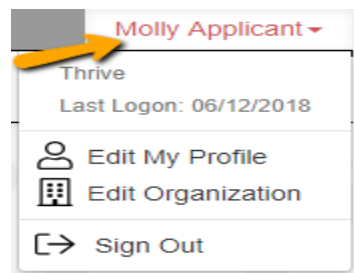 Molly Applicant
Thrive
Last Logon: 06/12/2018
Edit My Profile
Edit Organization
Sign Out